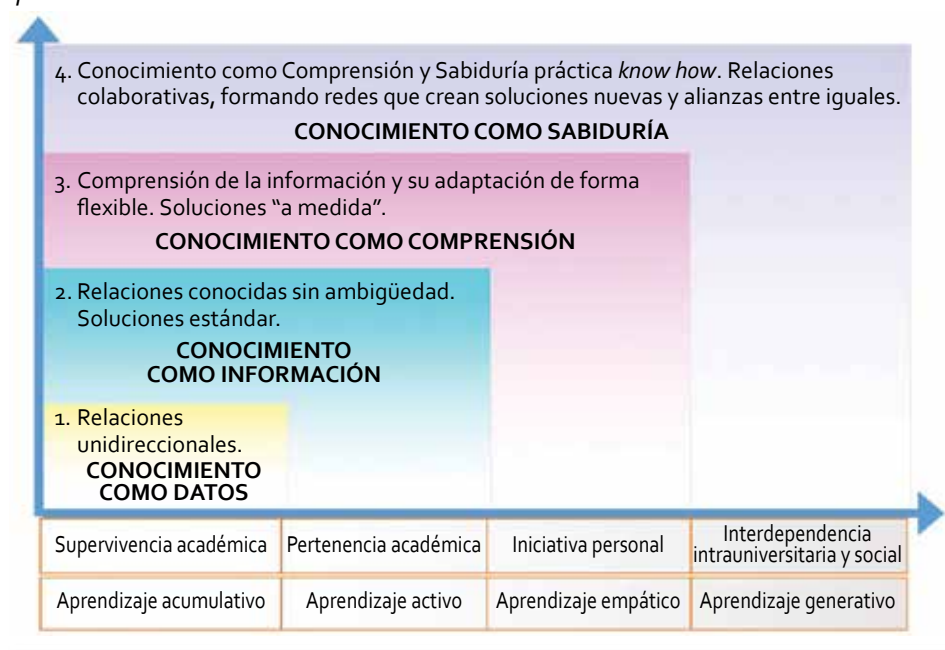 4. Conocimiento como Comprensión y Sabiduría práctica know how. Relaciones
colaborativas, formando redes que crean soluciones nuevas y alianzas entre iguales.
CONOCIMIENTO COMO SABIDURÍA
3. Comprensión de la información y su adaptación de forma
flexible. Soluciones “a medida”.
CONOCIMIENTO COMO COMPRENSIÓN
2. Relaciones conocidas sin ambigüedad.
Soluciones estándar.
CONOCIMIENTO
COMO INFORMACIÓN
1. Relaciones
unidireccionales.
CONOCIMIENTO
COMO DATOS
Supervivencia académica
Pertenencia académica
Iniciativa personal
Interdependencia
intrauniversitaria y social
Aprendizaje acumulativo
Aprendizaje activo
Aprendizaje empático
Aprendizaje generativo